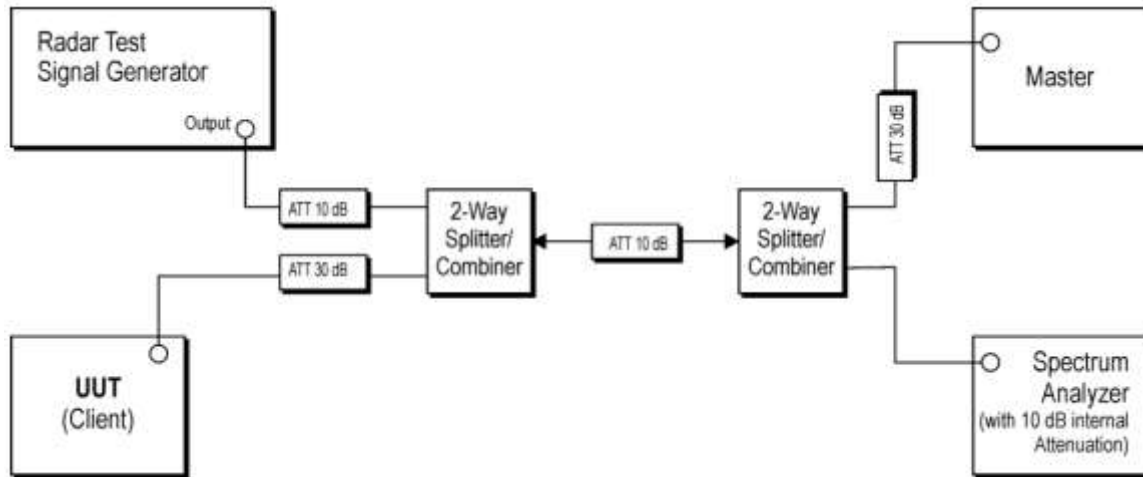 Radar Test
Signal Generator
Output
ATT 10 dB
ATT 30 dB
UUT
(Client)
2-Way
Splitter/
Combiner
ATT 10 dB
2-Way
Splitter/
Combiner
ATT 30 dB
Master
Spectrum
Analyzer
(with 10 dB internal
Attenuation)